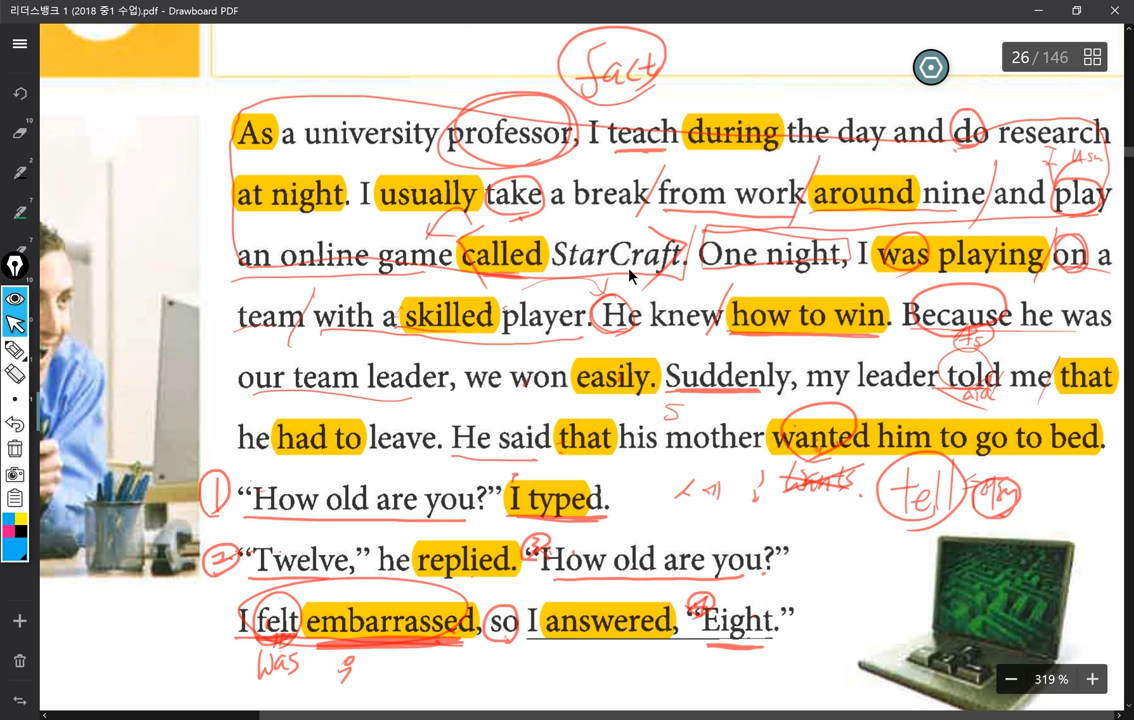 리더스뱅크 1 (2018 중1 수업).pdf - Drawboard PDF
26 / 146
fact
As a university professor, I teach during the day and do research
at night. I usually take a break from work around nine and play
an online game called StarCraft. One night, I was playing on a
team with a skilled player. He knew how to win. Because he was
our team leader, we won easily. Suddenly, my leader told me that
he had to leave. He said that his mother wanted him to go to bed.
① "How old are you?" I typed.
tell
② "Twelve," he replied. ③ "How old are you?"
I felt embarrassed, so I answered, ④ "Eight."
was
319 %